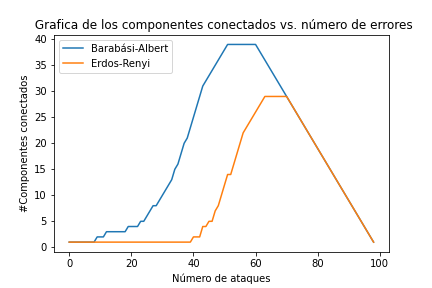 Grafica de los componentes conectados vs. número de errores
Barabási-Albert
Erdos-Renyi
#Componentes conectados
40
35
30
25
20
15
10
5
0
0 20 40 60 80 100
Número de ataques